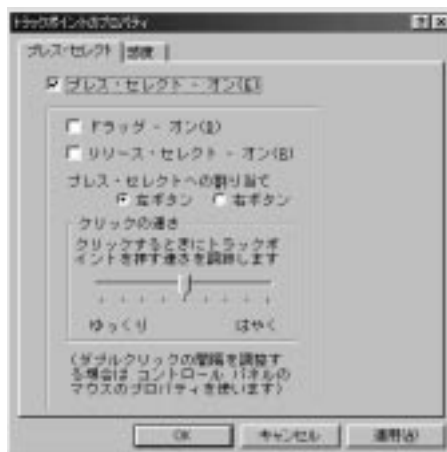 トラックポイントのプロパティ
プレス・セレクト 感度
プレス・セレクト - オン(E)
ドラッグ - オン(D)
リリース・セレクト - オン(R)
プレス・セレクトへの割り当て
左ボタン 右ボタン
クリックの速さ
クリックするときにトラックポ
イントを押す速さを調節します
ゆっくり はやく
(ダブルクリックの間隔を調整す
る場合は コントロール パネルの
マウスのプロパティを使います)
OK キャンセル 適用(A)